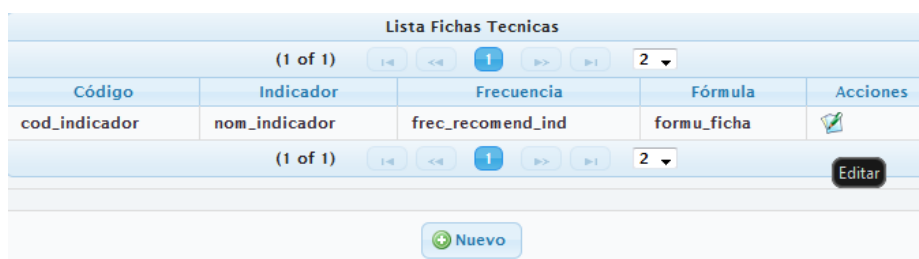 Lista Fichas Tecnicas
(1 of 1) 1 2
Código Indicador Frecuencia Fórmula Acciones
cod_indicador nom_indicador frec_recomend_ind formu_ficha
(1 of 1) 1 2
Editar
Nuevo